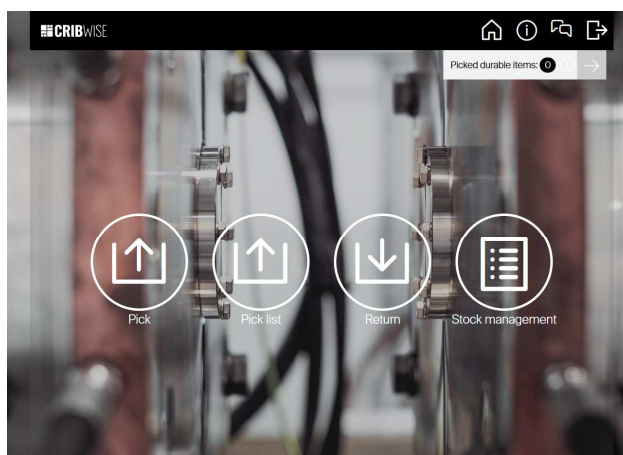 CRIBWISE
Picked durable items: 0
Pick
Pick list
Return
Stock management